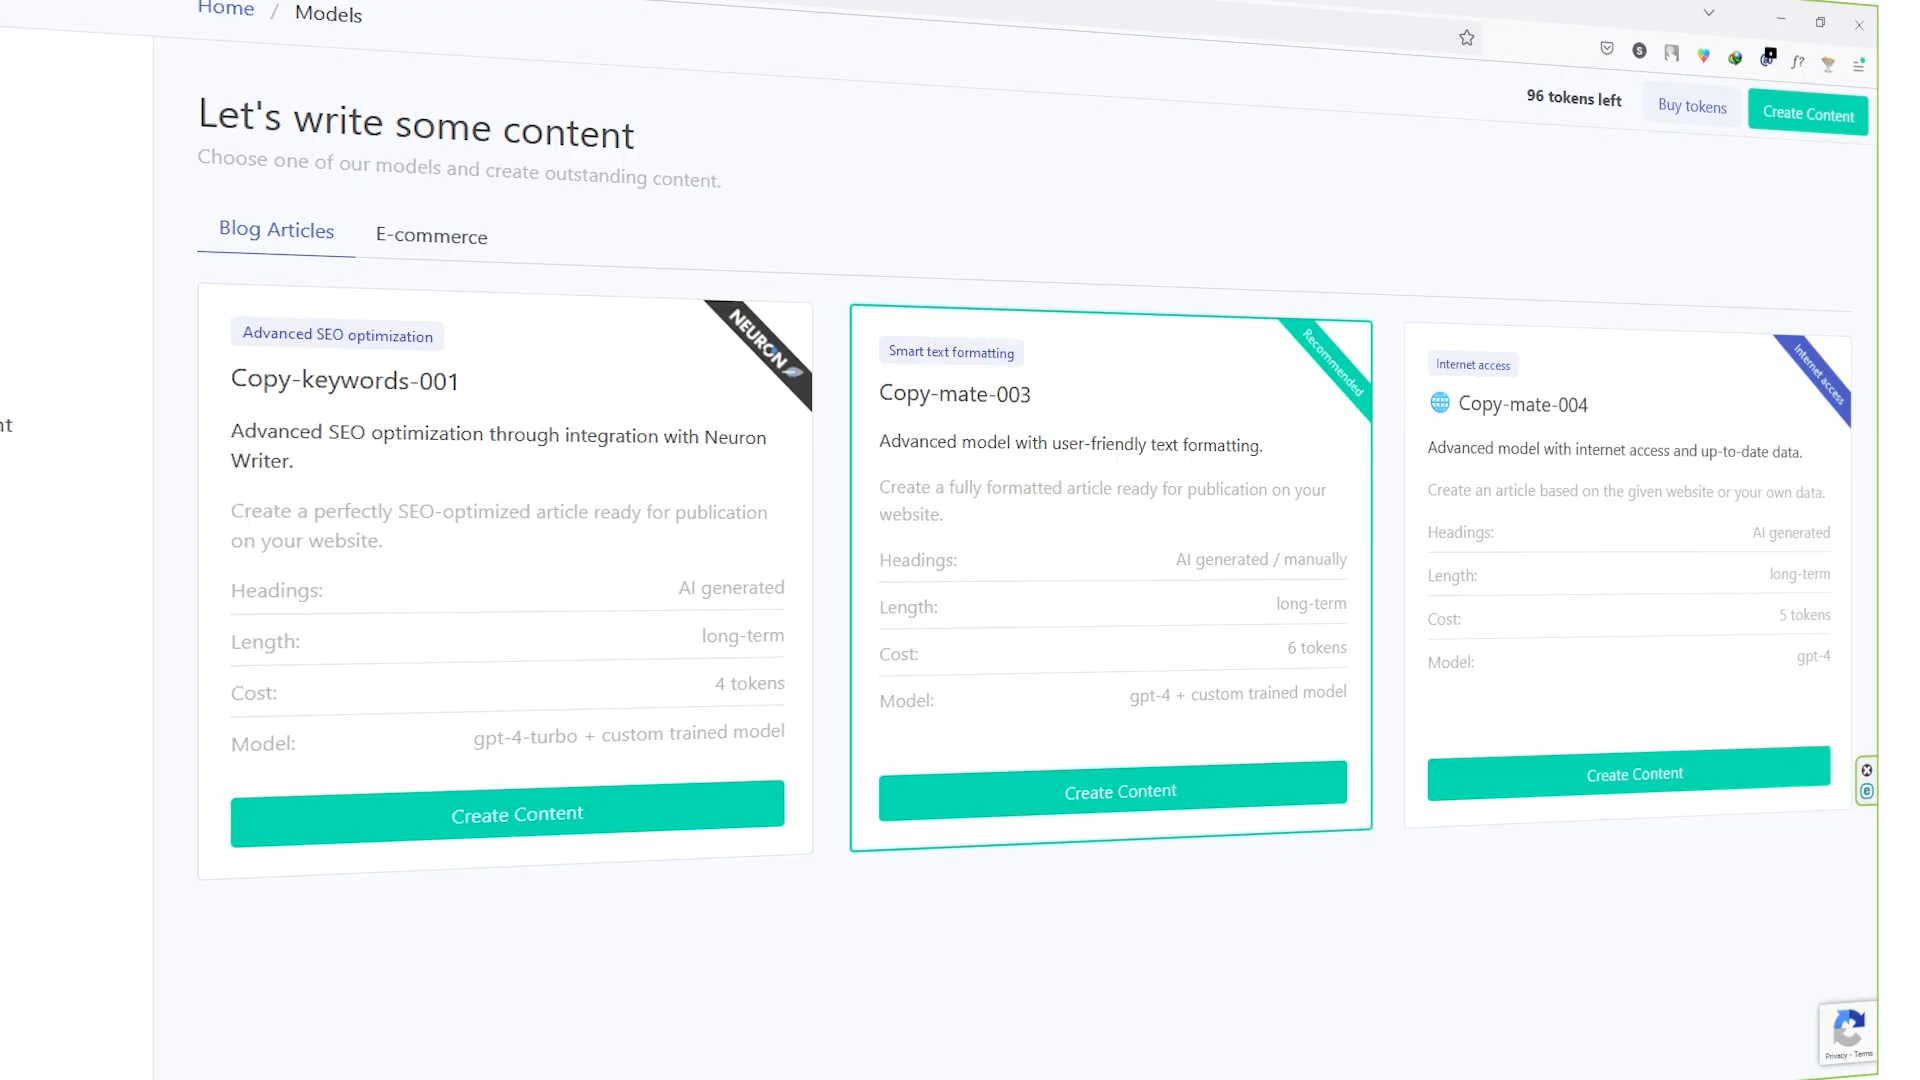 Home / Models
96 tokens left
Buy tokens
Create Content
Let's write some content
Choose one of our models and create outstanding content.
Blog Articles
E-commerce
nt
Advanced SEO optimization
NEURON
Copy-keywords-001
Advanced SEO optimization through integration with Neuron
Writer.
Create a perfectly SEO-optimized article ready for publication
on your website.
Headings: AI generated
Length: long-term
Cost: 4 tokens
Model: gpt-4-turbo + custom trained model
Create Content
Smart text formatting
Recommended
Copy-mate-003
Advanced model with user-friendly text formatting.
Create a fully formatted article ready for publication on your
website.
Headings: AI generated / manually
Length: long-term
Cost: 6 tokens
Model: gpt-4 + custom trained model
Create Content
Internet access
Internet access
Copy-mate-004
Advanced model with internet access and up-to-date data.
Create an article based on the given website or your own data.
Headings: AI generated
Length: long-term
Cost: 5 tokens
Model: gpt-4
Create Content
Privacy - Terms